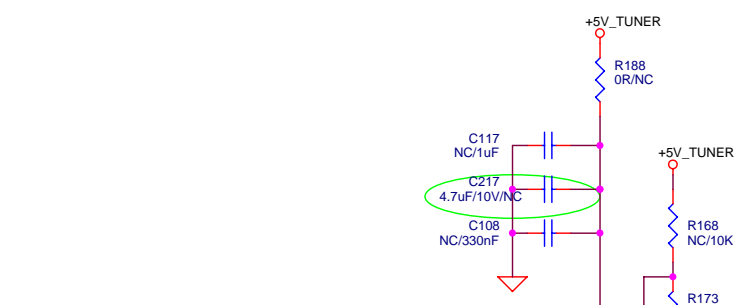 +5V_TUNER
R188
0R/NC
C117
NC/1uF
+5V_TUNER
C217
4.7uF/10V/NC
C108
NC/330nF
R168
NC/10K
R173